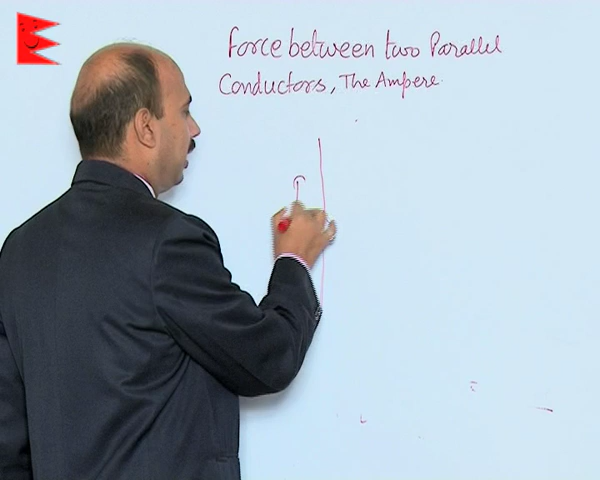 Force between two Parallel
Conductors, The Ampere.